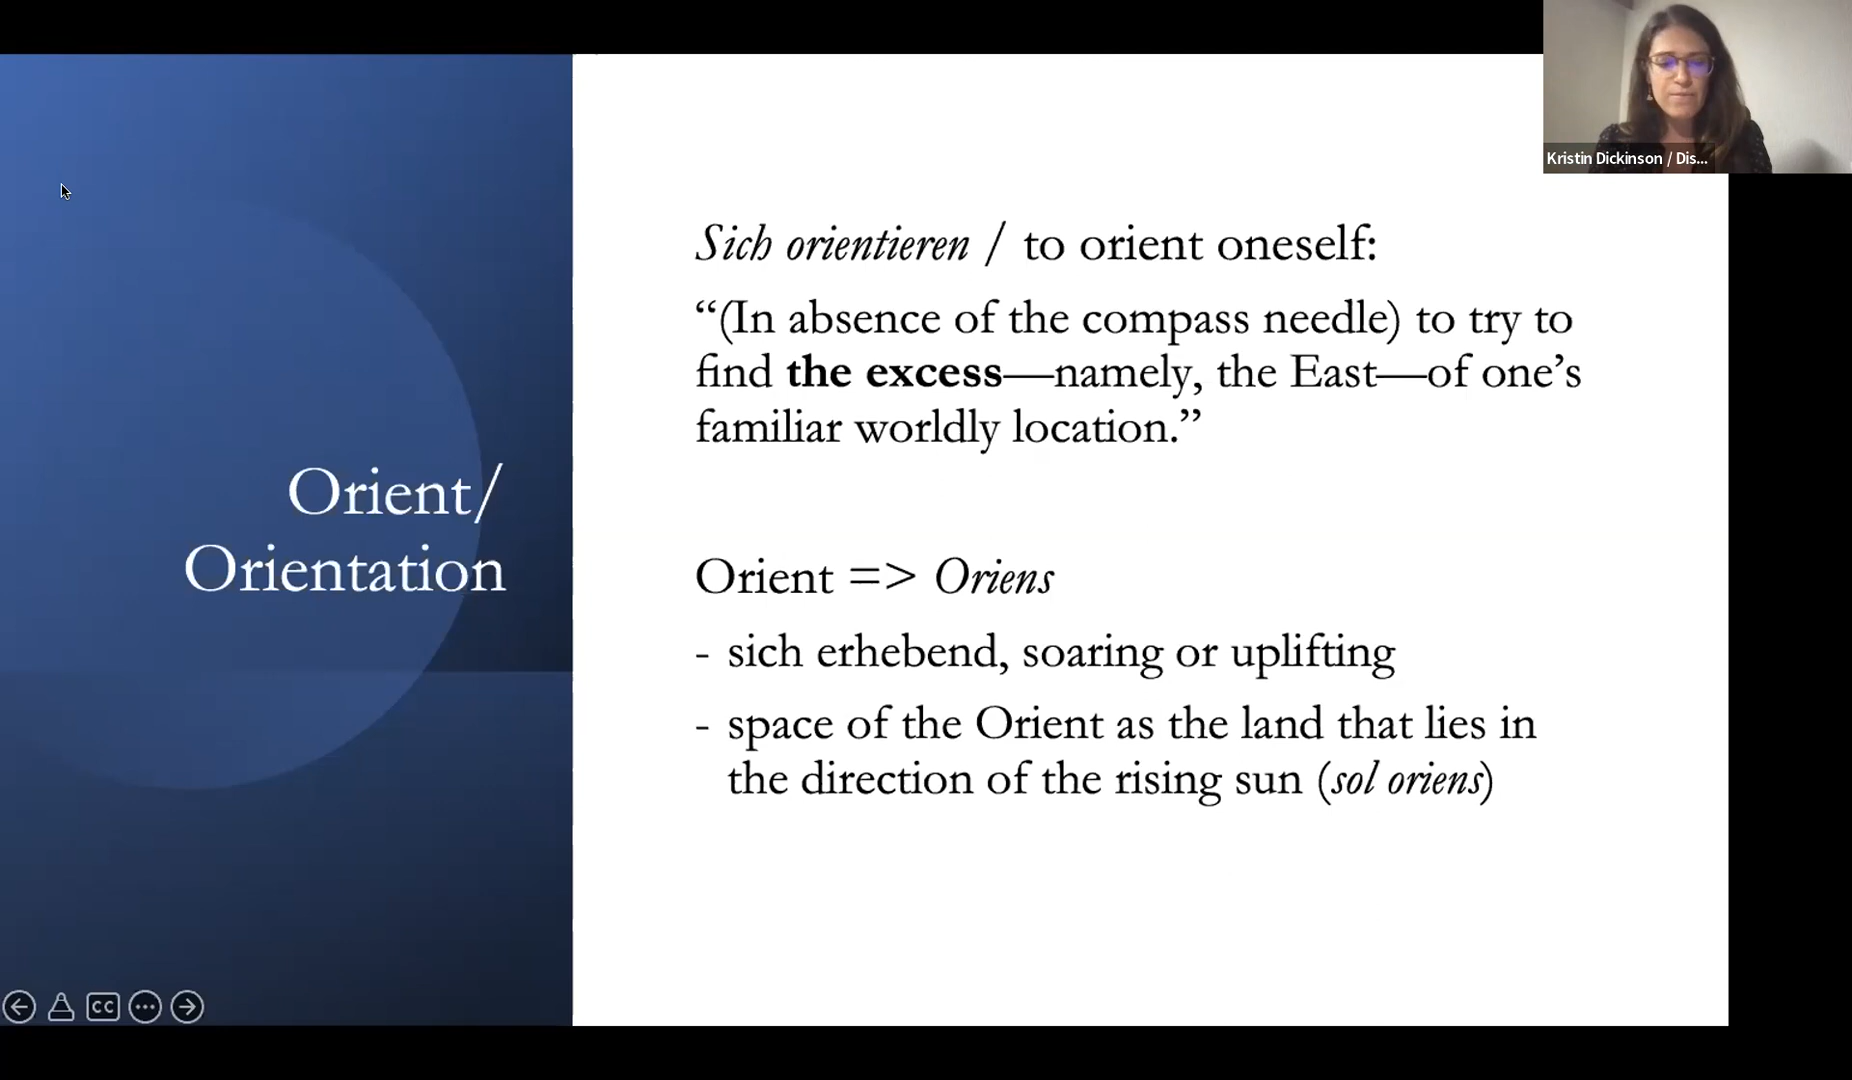 Kristin Dickinson / Dis...
Orient/
Orientation
Sich orientieren / to orient oneself:
“(In absence of the compass needle) to try to
find the excess—namely, the East—of one’s
familiar worldly location.”
Orient => Oriens
- sich erhebend, soaring or uplifting
- space of the Orient as the land that lies in
the direction of the rising sun (sol oriens)
CC